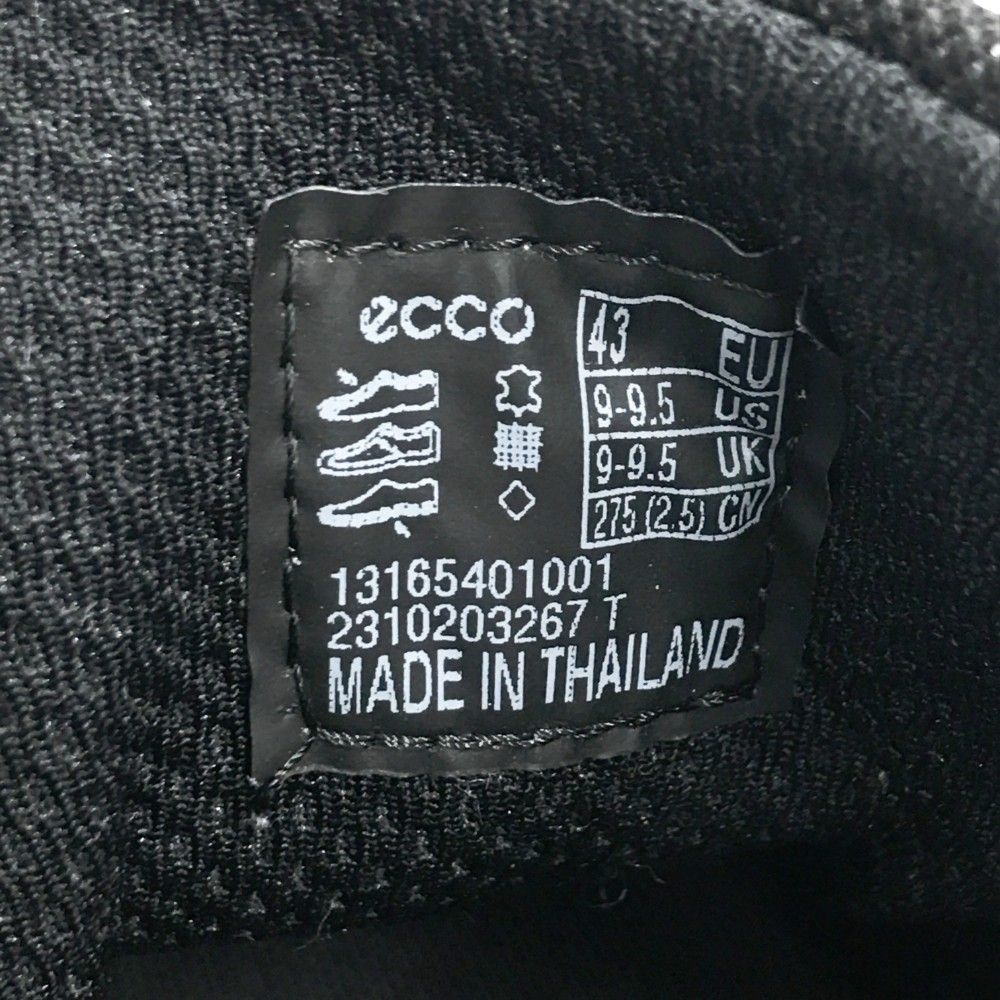 ecco
43 EU
9-9.5 US
9-9.5 UK
275 (2.5) CN
13165401001
2310203267 T
MADE IN THAILAND